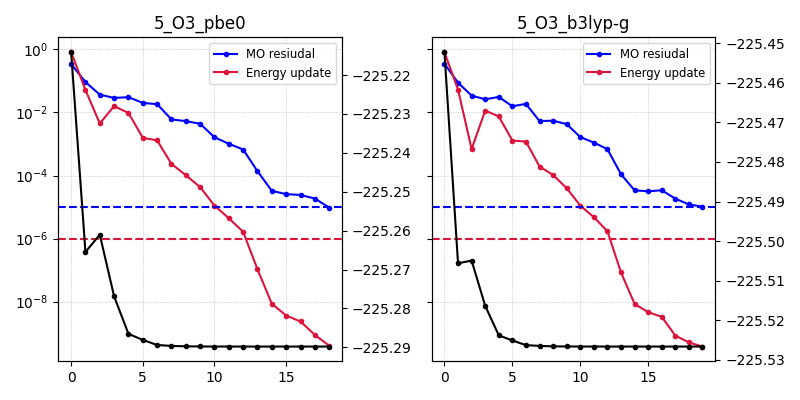 5_O3_pbe0
5_O3_b3lyp-g
MO resiudal
Energy update
MO resiudal
Energy update
10⁰
10⁻²
10⁻⁴
10⁻⁶
10⁻⁸
−225.22
−225.23
−225.24
−225.25
−225.26
−225.27
−225.28
−225.29
−225.45
−225.46
−225.47
−225.48
−225.49
−225.50
−225.51
−225.52
−225.53
0 5 10 15
0 5 10 15